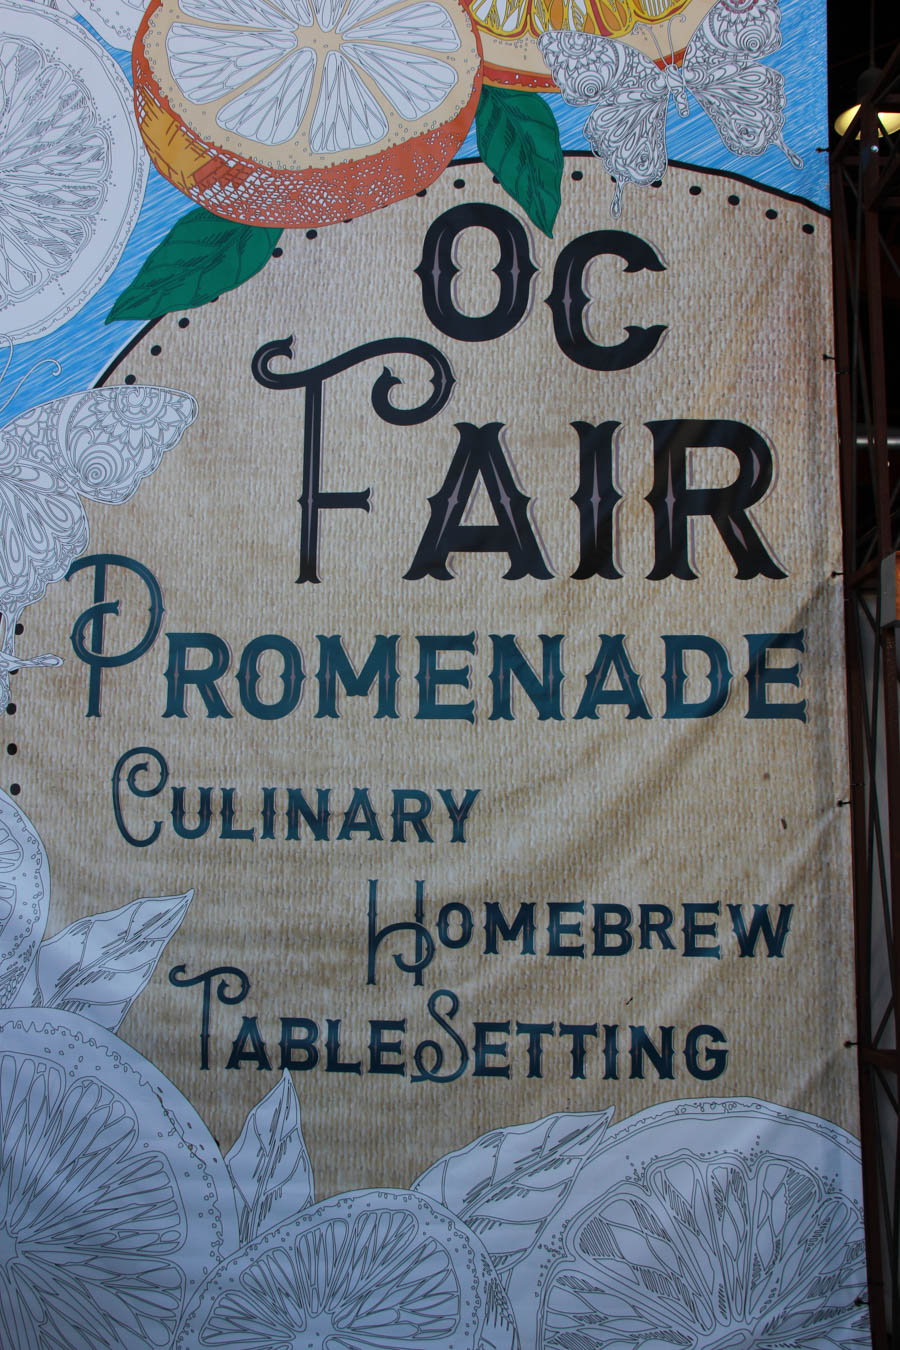 OC
FAIR
PROMENADE
CULINARY
HOMEBREW
TABLESETTING